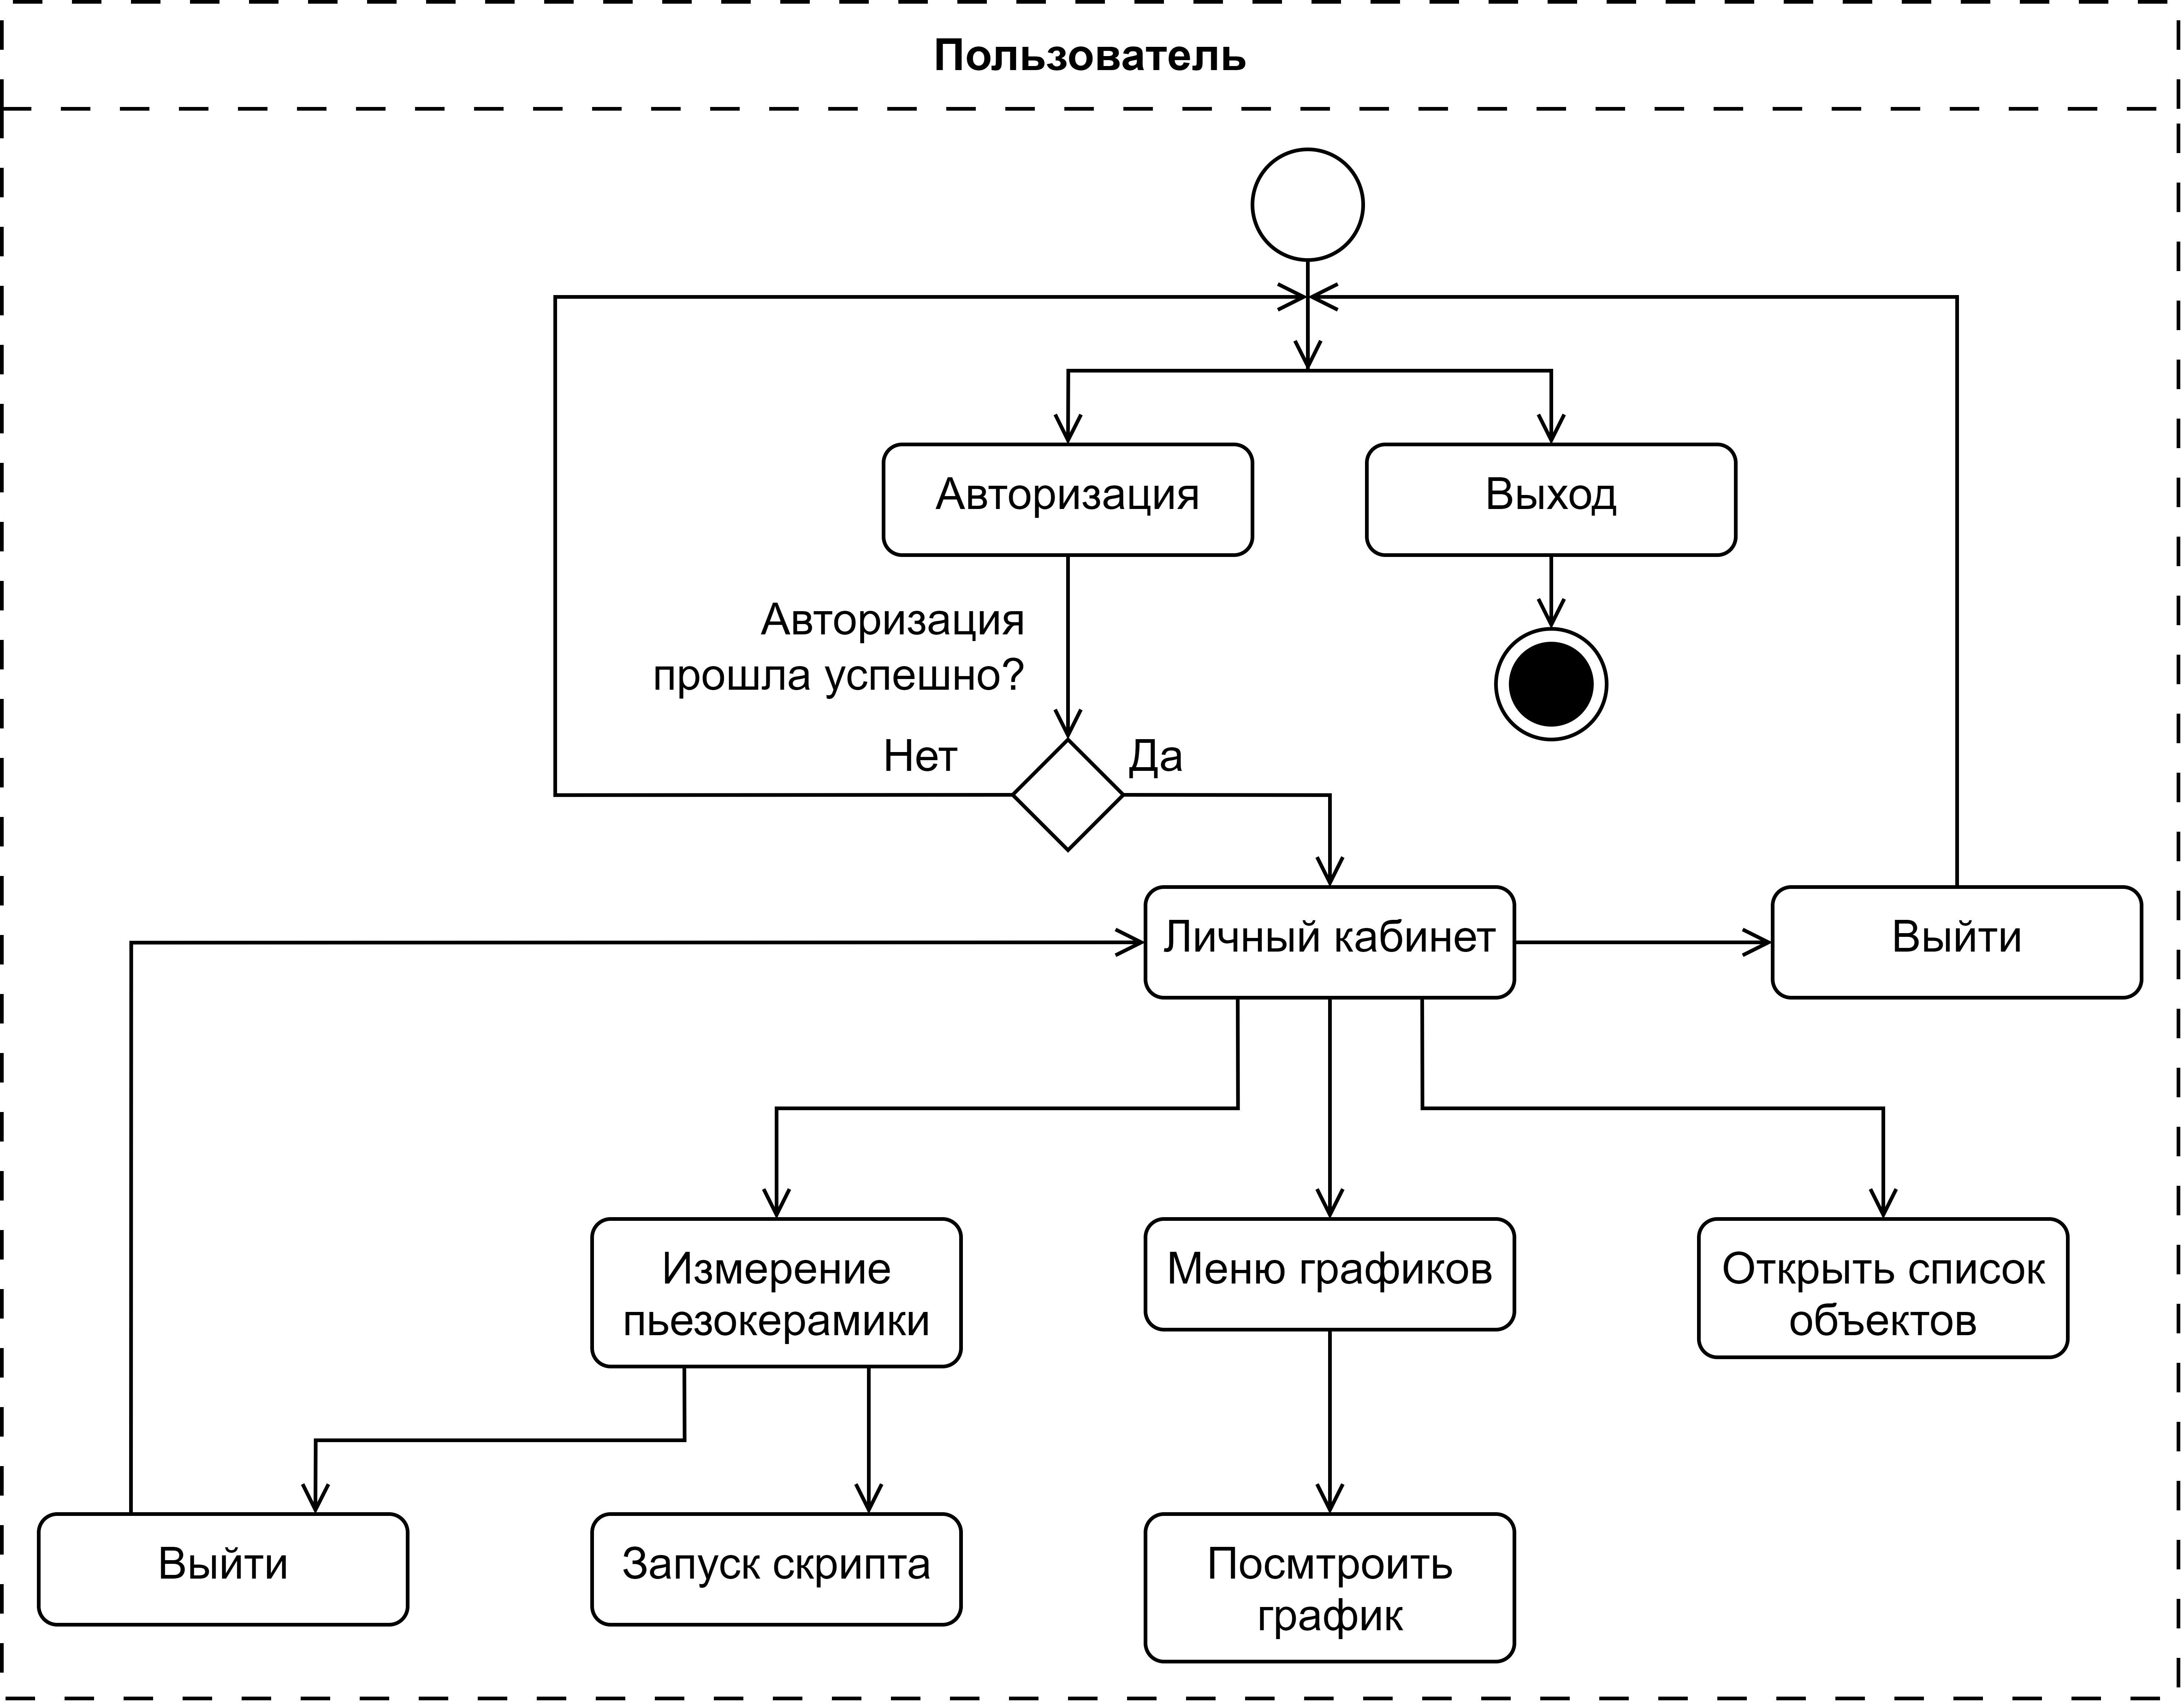 Пользователь
Авторизация
Выход
Авторизация
прошла успешно?
Нет
Да
Личный кабинет
Выйти
Измерение
пьезокерамики
Меню графиков
Открыть список
объектов
Выйти
Запуск скрипта
Посмтроить
график